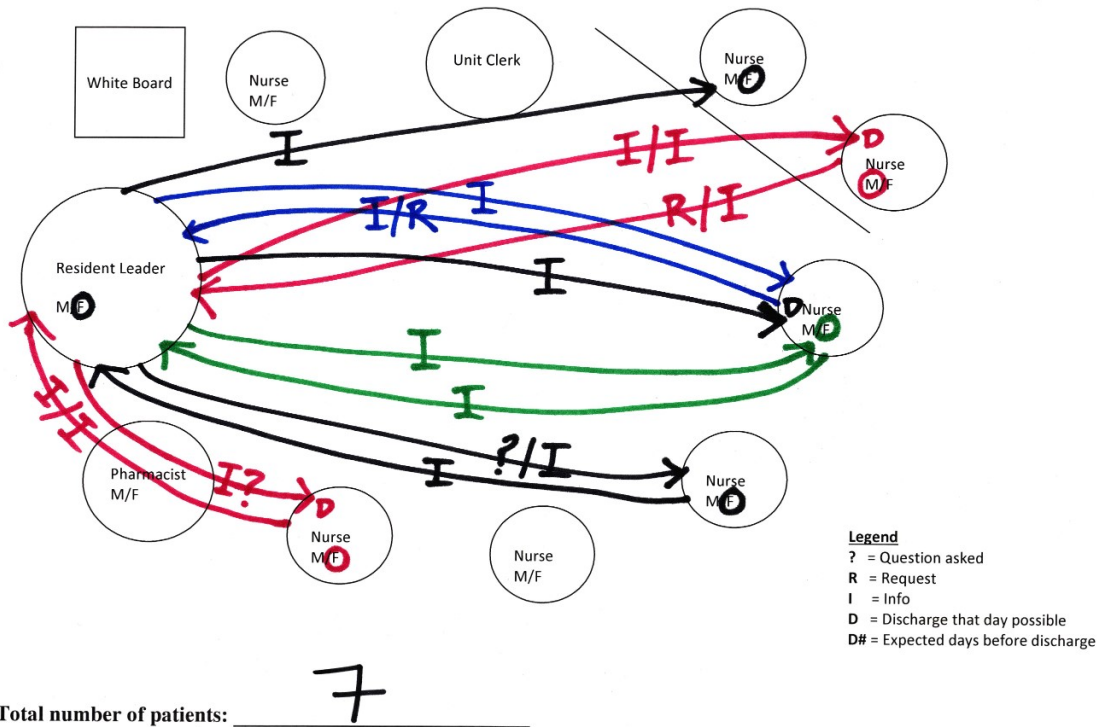 White Board
Nurse
M/F
Unit Clerk
Nurse
M/F
I
I/I
D
Nurse
M/F
I
I/R
R/I
Resident Leader
M/F
I
D
Nurse
M/F
I
I
I/I
?/I
I
Pharmacist
M/F
I?
D
Nurse
M/F
Nurse
M/F
Nurse
M/F
Legend
? = Question asked
R = Request
I = Info
D = Discharge that day possible
D# = Expected days before discharge
Total number of patients: 7